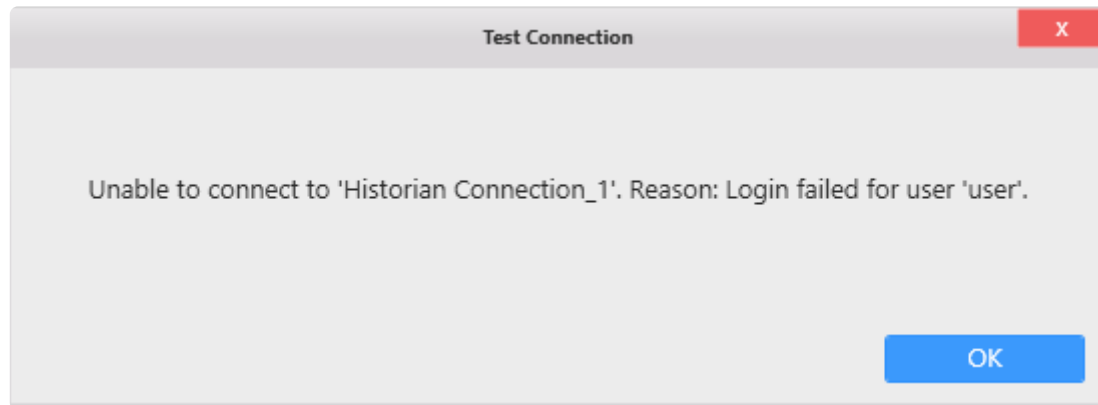 Test Connection
X
Unable to connect to 'Historian Connection_1'. Reason: Login failed for user 'user'.
OK